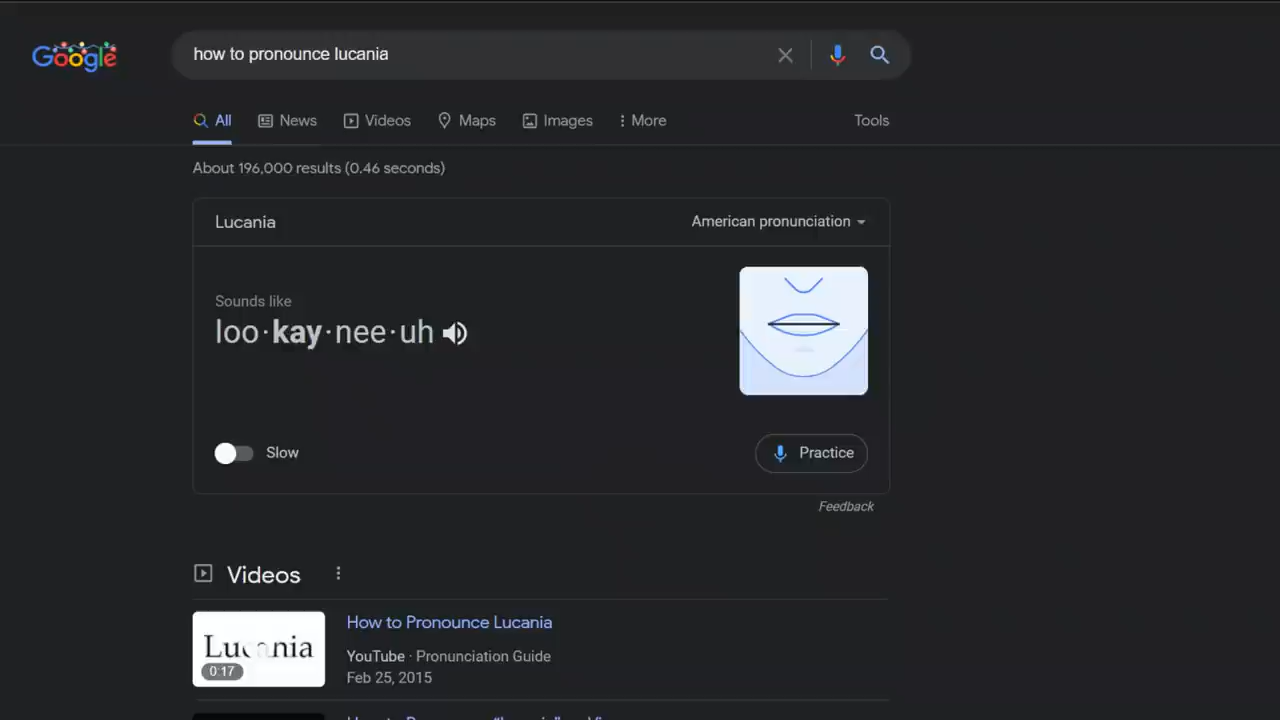 Google
how to pronounce lucania
All News Videos Maps Images More Tools
About 196,000 results (0.46 seconds)
Lucania American pronunciation
Sounds like
loo·kay·nee·uh
Slow Practice
Feedback
Videos
Lucania
0:17
How to Pronounce Lucania
YouTube · Pronunciation Guide
Feb 25, 2015